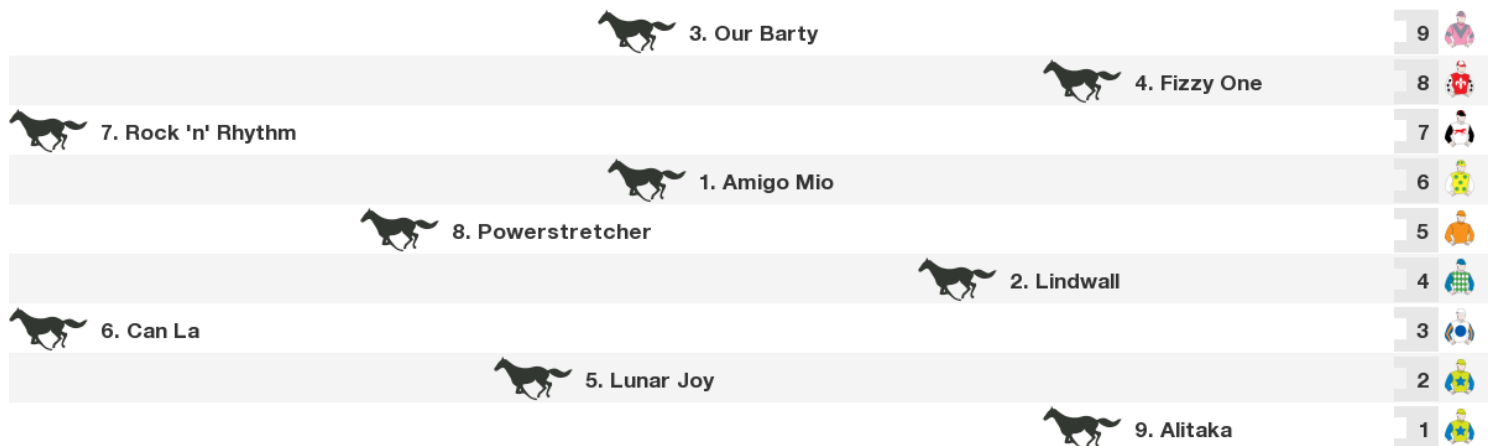 3. Our Barty 9
4. Fizzy One 8
7. Rock 'n' Rhythm 7
1. Amigo Mio 6
8. Powerstretcher 5
2. Lindwall 4
6. Can La 3
5. Lunar Joy 2
9. Alitaka 1